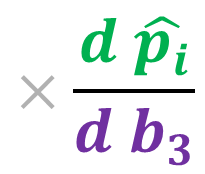 × d p̂ᵢ
d b₃